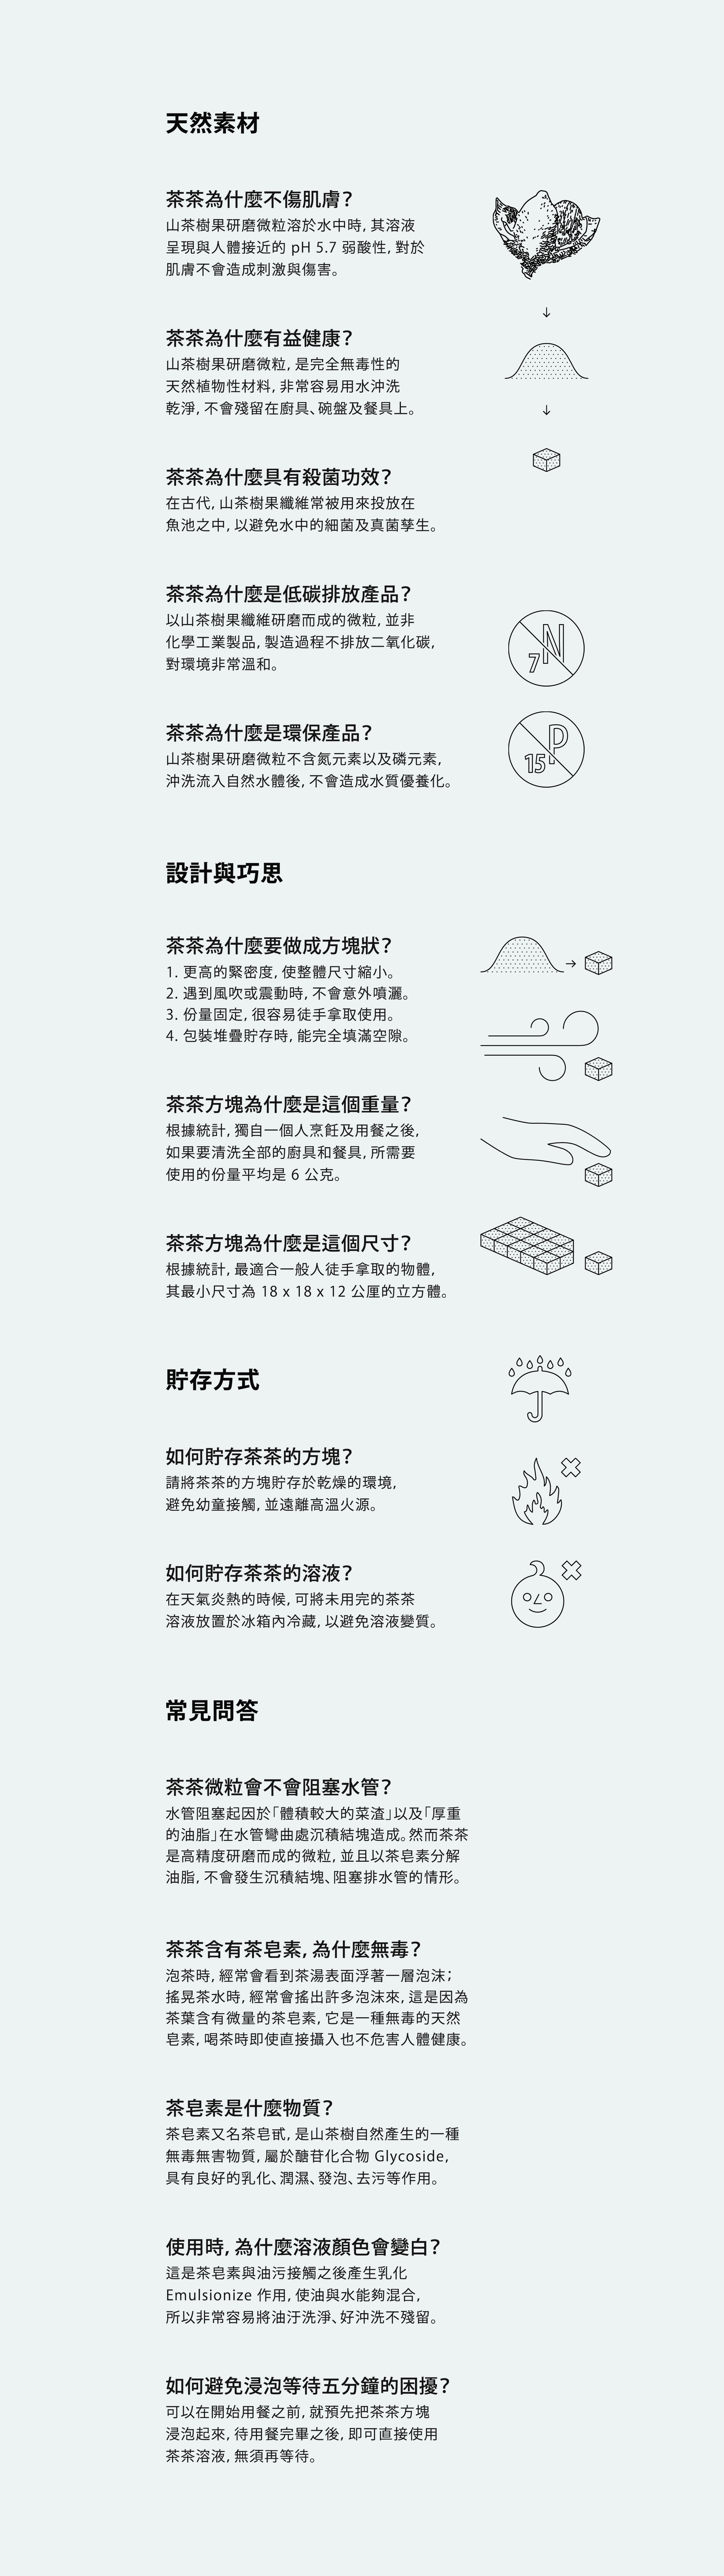 天然素材
茶茶為什麼不傷肌膚?
山茶樹果研磨微粒溶於水中時, 其溶液
呈現與人體接近的 pH 5.7 弱酸性, 對於
肌膚不會造成刺激與傷害。
茶茶為什麼有益健康?
山茶樹果研磨微粒, 是完全無毒性的
天然植物性材料, 非常容易用水沖洗
乾淨, 不會殘留在廚具、碗盤及餐具上。
茶茶為什麼具有殺菌功效?
在古代, 山茶樹果纖維常被用來投放在
魚池之中, 以避免水中的細菌及真菌孳生。
茶茶為什麼是低碳排放產品?
以山茶樹果纖維研磨而成的微粒, 並非
化學工業製品, 製造過程不排放二氧化碳,
對環境非常溫和。
7 N
茶茶為什麼是環保產品?
山茶樹果研磨微粒不含氮元素以及磷元素,
沖洗流入自然水體後, 不會造成水質優養化。
15 P
設計與巧思
茶茶為什麼要做成方塊狀?
1. 更高的緊密度, 使整體尺寸縮小。
2. 遇到風吹或震動時, 不會意外噴灑。
3. 份量固定, 很容易徒手拿取使用。
4. 包裝堆疊貯存時, 能完全填滿空隙。
茶茶方塊為什麼是這個重量?
根據統計, 獨自一個人烹飪及用餐之後,
如果要清洗全部的廚具和餐具, 所需要
使用的份量平均是 6 公克。
茶茶方塊為什麼是這個尺寸?
根據統計, 最適合一般人徒手拿取的物體,
其最小尺寸為 18 x 18 x 12 公厘的立方體。
貯存方式
如何貯存茶茶的方塊?
請將茶茶的方塊貯存於乾燥的環境,
避免幼童接觸, 並遠離高溫火源。
如何貯存茶茶的溶液?
在天氣炎熱的時候, 可將未用完的茶茶
溶液放置於冰箱內冷藏, 以避免溶液變質。
常見問答
茶茶微粒會不會阻塞水管?
水管阻塞起因於「體積較大的菜渣」以及「厚重
的油脂」在水管彎曲處沉積結塊造成。然而茶茶
是高精度研磨而成的微粒, 並且以茶皂素分解
油脂, 不會發生沉積結塊、阻塞排水管的情形。
茶茶含有茶皂素, 為什麼無毒?
泡茶時, 經常會看到茶湯表面浮著一層泡沫;
搖晃茶水時, 經常會搖出許多泡沫來, 這是因為
茶葉含有微量的茶皂素, 它是一種無毒的天然
皂素, 喝茶時即使直接攝入也不危害人體健康。
茶皂素是什麼物質?
茶皂素又名茶皂甙, 是山茶樹自然產生的一種
無毒無害物質, 屬於醣苷化合物 Glycoside,
具有良好的乳化、潤濕、發泡、去污等作用。
使用時, 為什麼溶液顏色會變白?
這是茶皂素與油污接觸之後產生乳化
Emulsionize 作用, 使油與水能夠混合,
所以非常容易將油汙洗淨、好沖洗不殘留。
如何避免浸泡等待五分鐘的困擾?
可以在開始用餐之前, 就預先把茶茶方塊
浸泡起來, 待用餐完畢之後, 即可直接使用
茶茶溶液, 無須再等待。